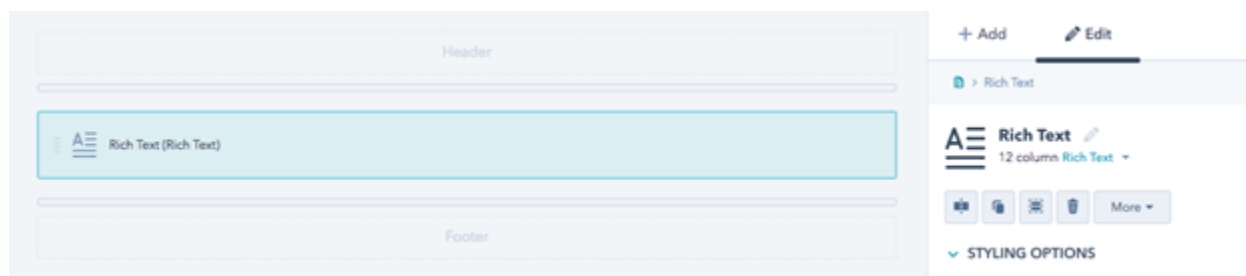 Header
Rich Text (Rich Text)
Footer
+ Add
Edit
> Rich Text
Rich Text
12 column Rich Text
More
STYLING OPTIONS